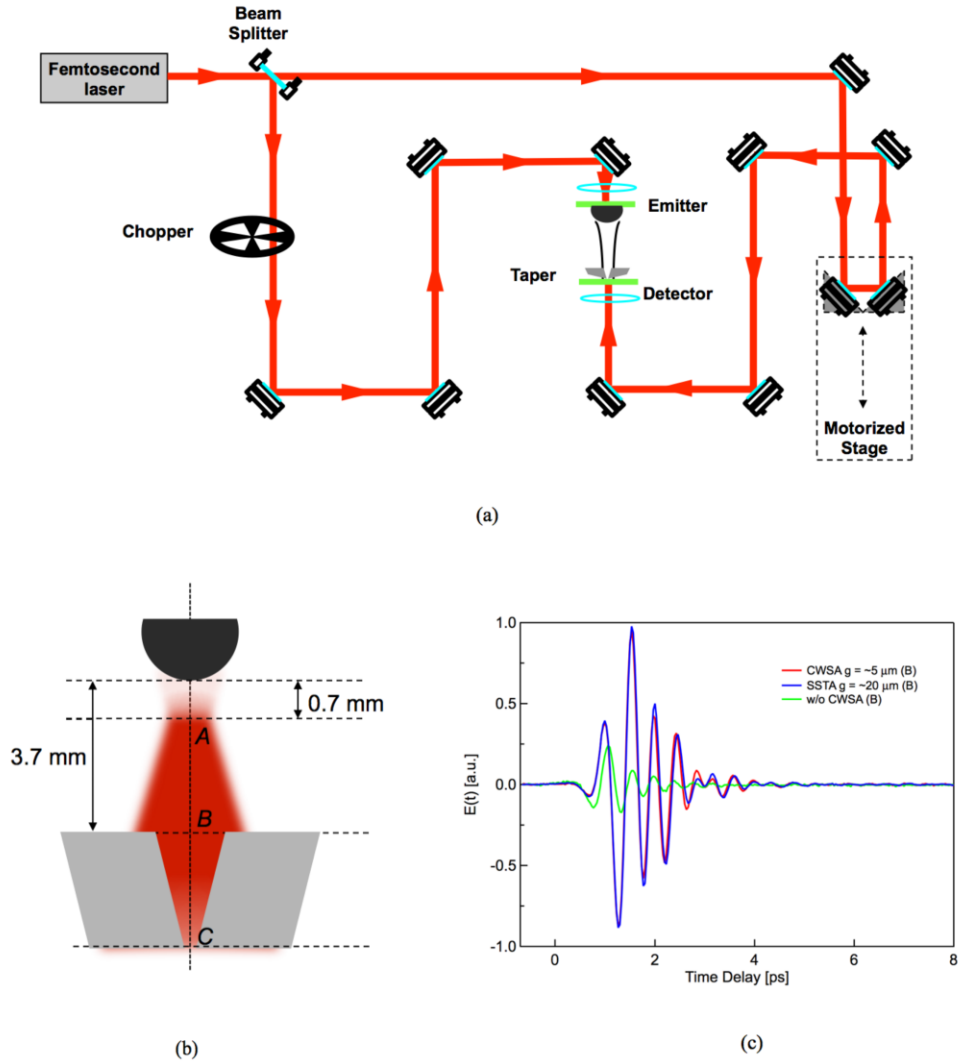 Beam
Splitter
Femtosecond
laser
Chopper
Emitter
Taper
Detector
Motorized
Stage
(a)
0.7 mm
A
3.7 mm
B
C
(b)
1.0
0.5
0.0
-0.5
-1.0
E(t) [a.u.]
CWSA g = ~5 μm (B)
SSTA g = ~20 μm (B)
w/o CWSA (B)
0 2 4 6 8
Time Delay [ps]
(c)